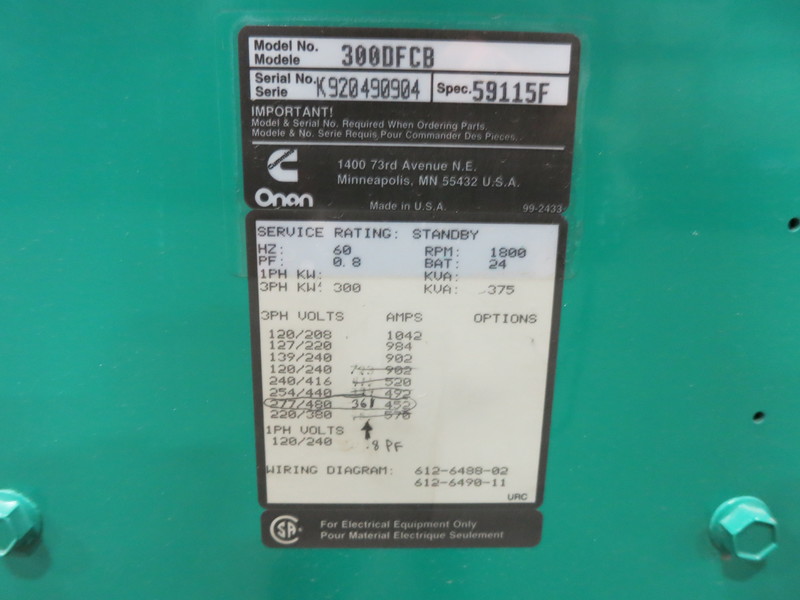 Model No.
Modele 300DFCB
Serial No.
Serie K920490904 Spec. 59115F
IMPORTANT!
Model & Serial No. Required When Ordering Parts.
Modele & No. Serie Requis Pour Commander Des Pieces.
1400 73rd Avenue N.E.
Minneapolis, MN 55432 U.S.A.
Onan Made in U.S.A. 99-2433
SERVICE RATING: STANDBY
HZ: 60 RPM: 1800
PF: 0.8 BAT: 24
1PH KW: KVA:
3PH KW: 300 KVA: 375
3PH VOLTS AMPS OPTIONS
120/208 1042
127/220 984
139/240 902
120/240 902
240/416 520
254/440 492
277/480 361 452
220/380 570
1PH VOLTS
120/240 .8 PF
WIRING DIAGRAM: 612-6488-02
612-6490-11
URC
CSA
For Electrical Equipment Only
Pour Material Electrique Seulement